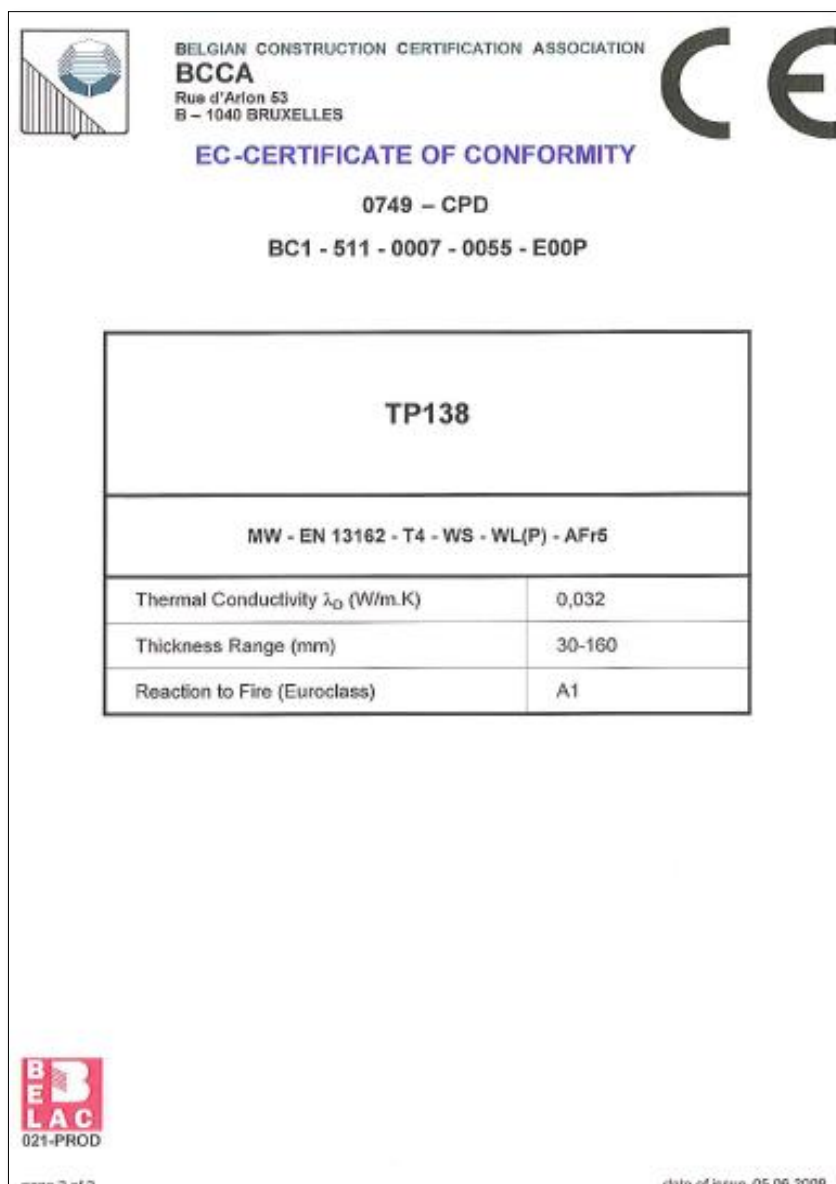 BELGIAN CONSTRUCTION CERTIFICATION ASSOCIATION
BCCA
Rue d'Arlon 53
B – 1040 BRUXELLES
CE
EC-CERTIFICATE OF CONFORMITY
0749 – CPD
BC1 - 511 - 0007 - 0055 - E00P
TP138
MW - EN 13162 - T4 - WS - WL(P) - AFr5
Thermal Conductivity λD (W/m.K) 0,032
Thickness Range (mm) 30-160
Reaction to Fire (Euroclass) A1
BELAC
021-PROD
date of issue 05.06.2009